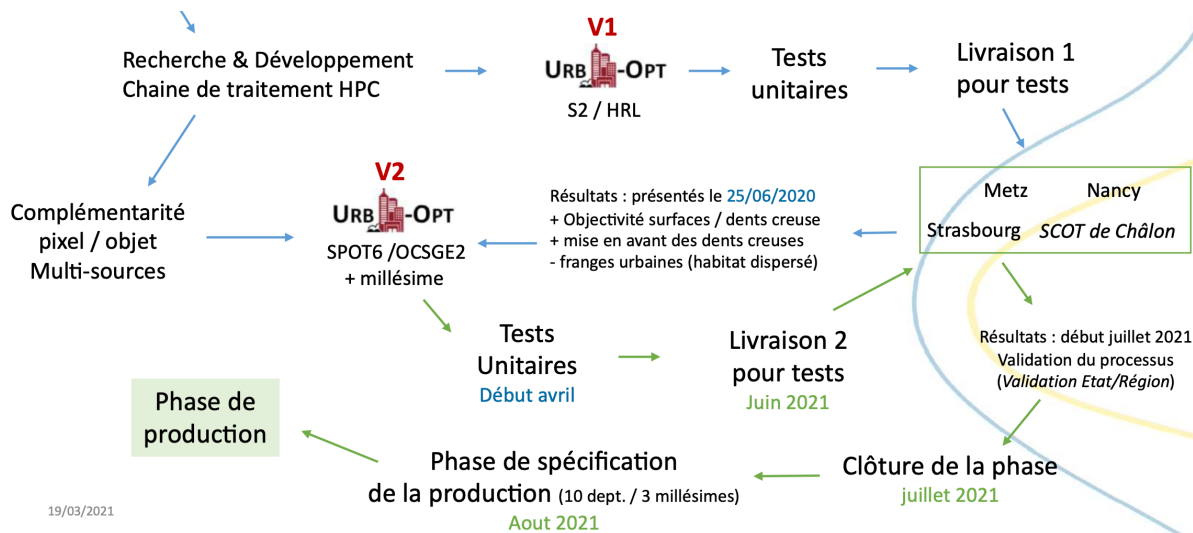 Recherche & Développement
Chaine de traitement HPC
V1
URB-OPT
S2 / HRL
Tests
unitaires
Livraison 1
pour tests
Metz
Nancy
Strasbourg
SCOT de Châlon
Résultats : présentés le 25/06/2020
+ Objectivité surfaces / dents creuse
+ mise en avant des dents creuses
- franges urbaines (habitat dispersé)
Complémentarité
pixel / objet
Multi-sources
V2
URB-OPT
SPOT6 /OCSGE2
+ millésime
Tests
Unitaires
Début avril
Livraison 2
pour tests
Juin 2021
Résultats : début juillet 2021
Validation du processus
(Validation Etat/Région)
Clôture de la phase
juillet 2021
Phase de spécification
de la production (10 dept. / 3 millésimes)
Aout 2021
Phase de
production
19/03/2021